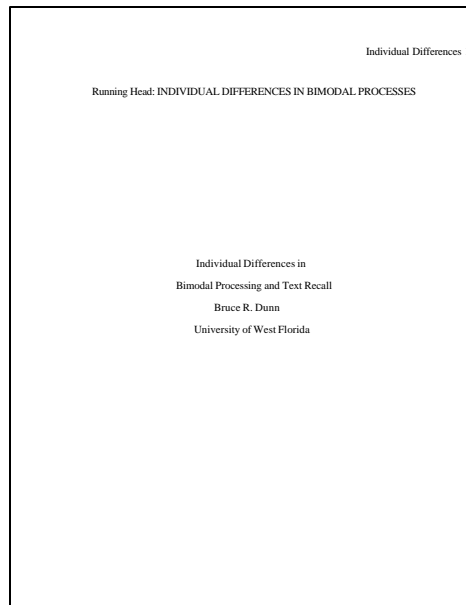 Individual Differences
Running Head: INDIVIDUAL DIFFERENCES IN BIMODAL PROCESSES
Individual Differences in
Bimodal Processing and Text Recall
Bruce R. Dunn
University of West Florida